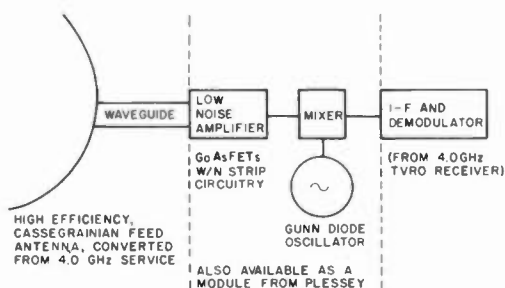 WAVEGUIDE
LOW
NOISE
AMPLIFIER
MIXER
I-F AND
DEMODULATOR
GaAsFETs
W/N STRIP
CIRCUITRY
(FROM 4.0GHz
TVRO RECEIVER)
GUNN DIODE
OSCILLATOR
HIGH EFFICIENCY,
CASSEGRAINIAN FEED
ANTENNA, CONVERTED
FROM 4.0 GHz SERVICE
ALSO AVAILABLE AS A
MODULE FROM PLESSEY